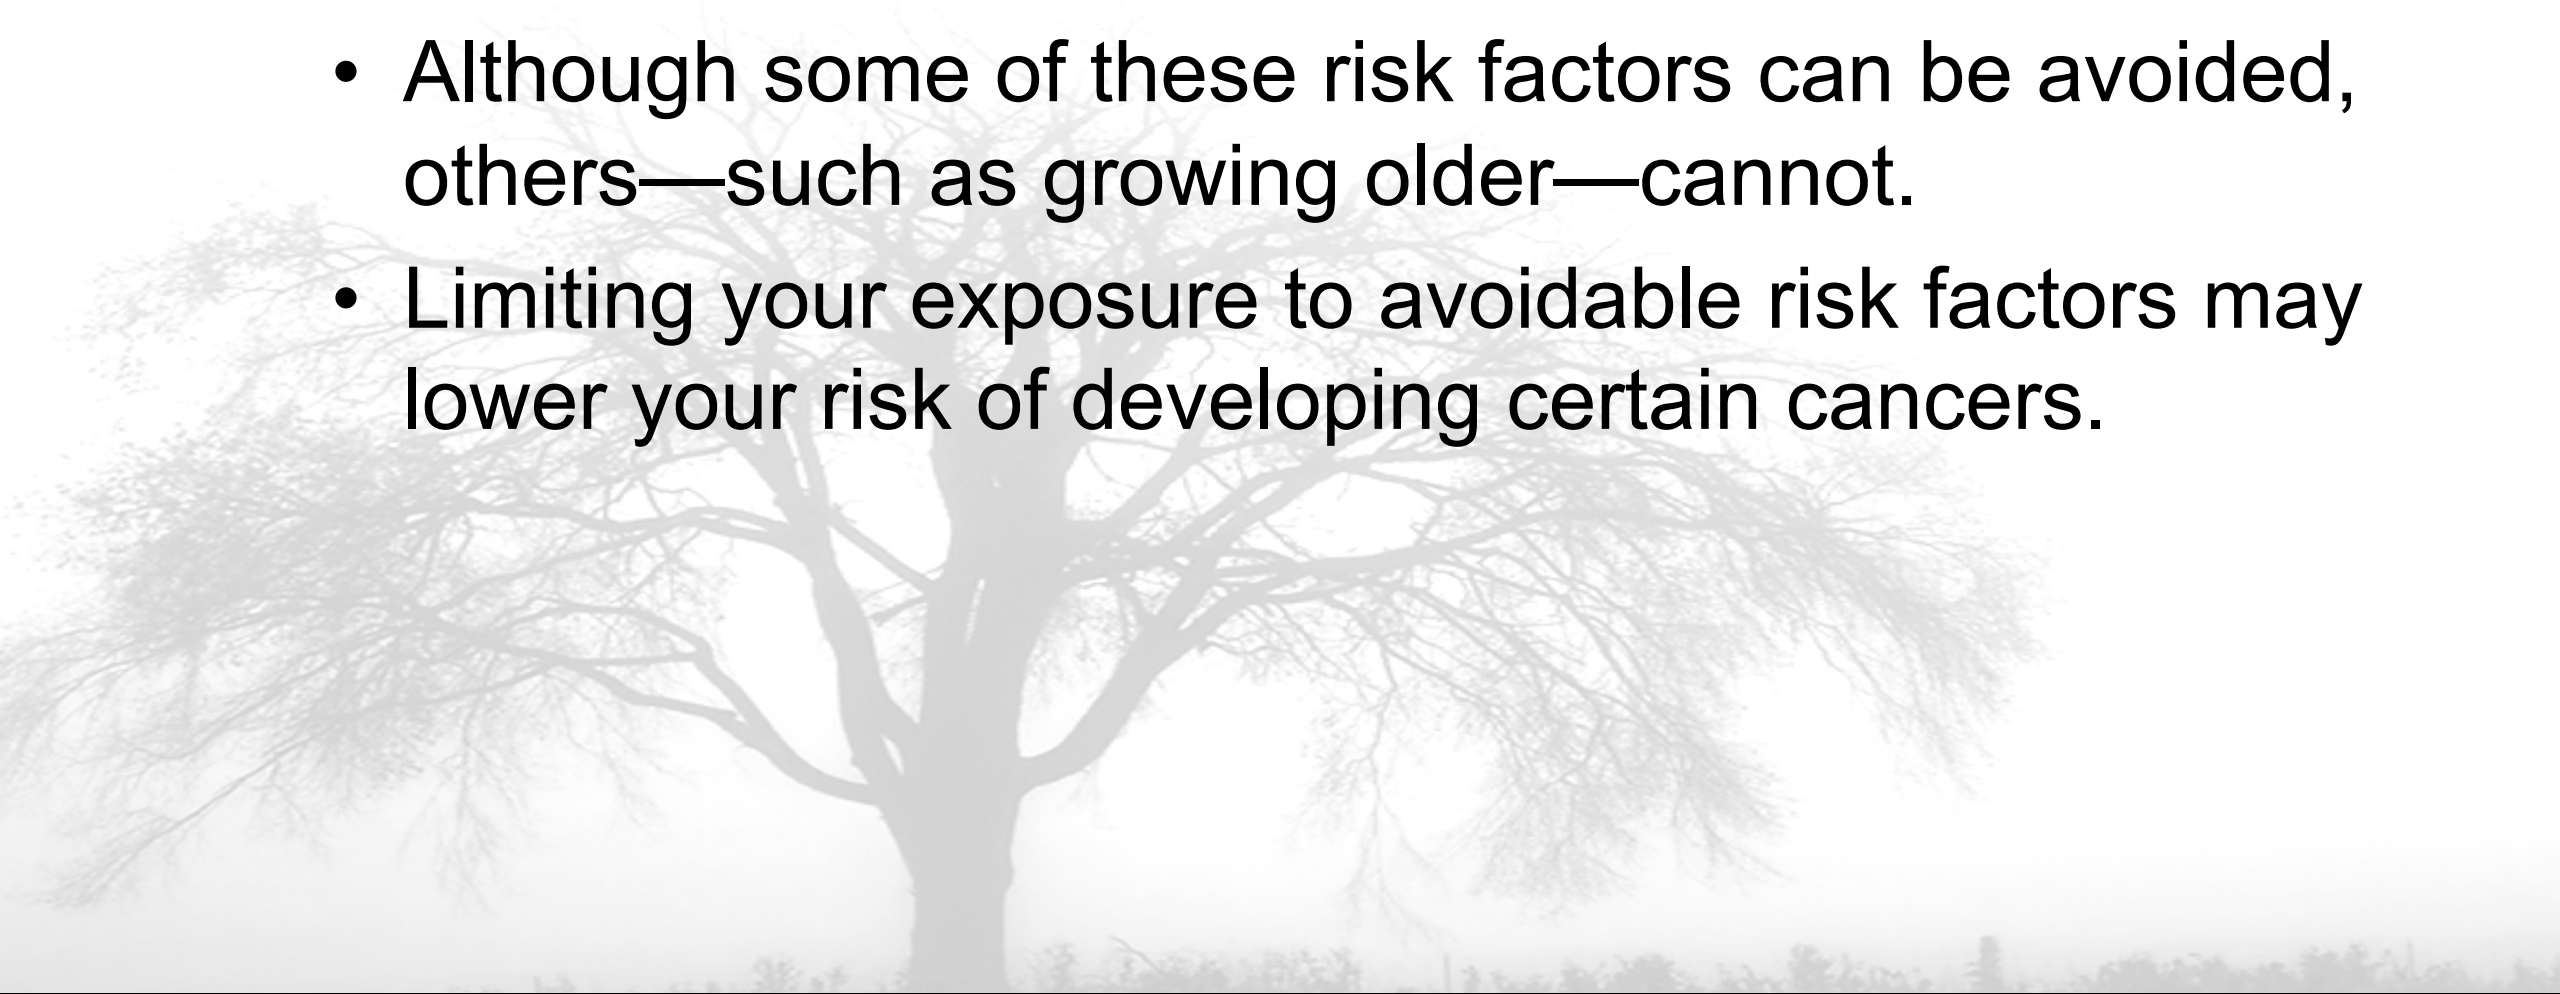 • Although some of these risk factors can be avoided,
others—such as growing older—cannot.
• Limiting your exposure to avoidable risk factors may
lower your risk of developing certain cancers.